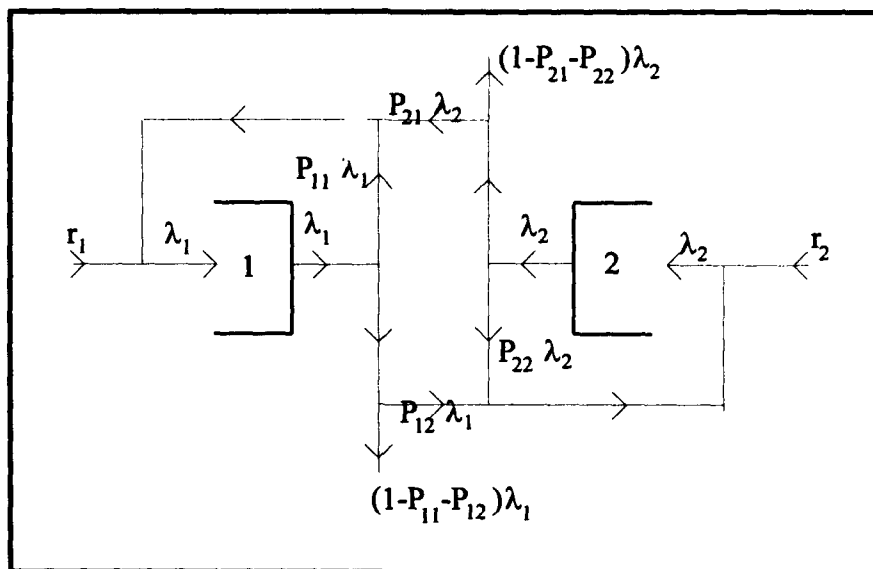 (1-P₂₁-P₂₂)λ₂
P₂₁ λ₂
P₁₁ λ₁
r₁ λ₁ 1 λ₁ λ₂ 2 λ₂ r₂
P₂₂ λ₂
P₁₂ λ₁
(1-P₁₁-P₁₂)λ₁